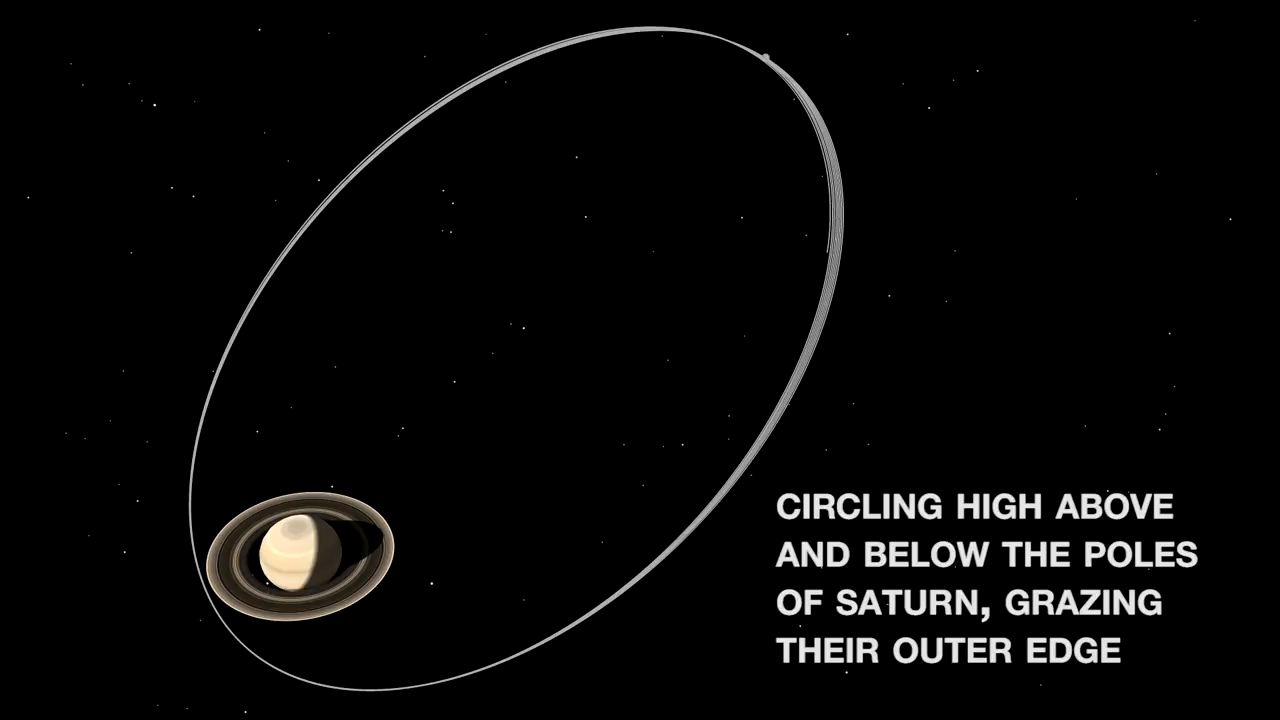 CIRCLING HIGH ABOVE
AND BELOW THE POLES
OF SATURN, GRAZING
THEIR OUTER EDGE